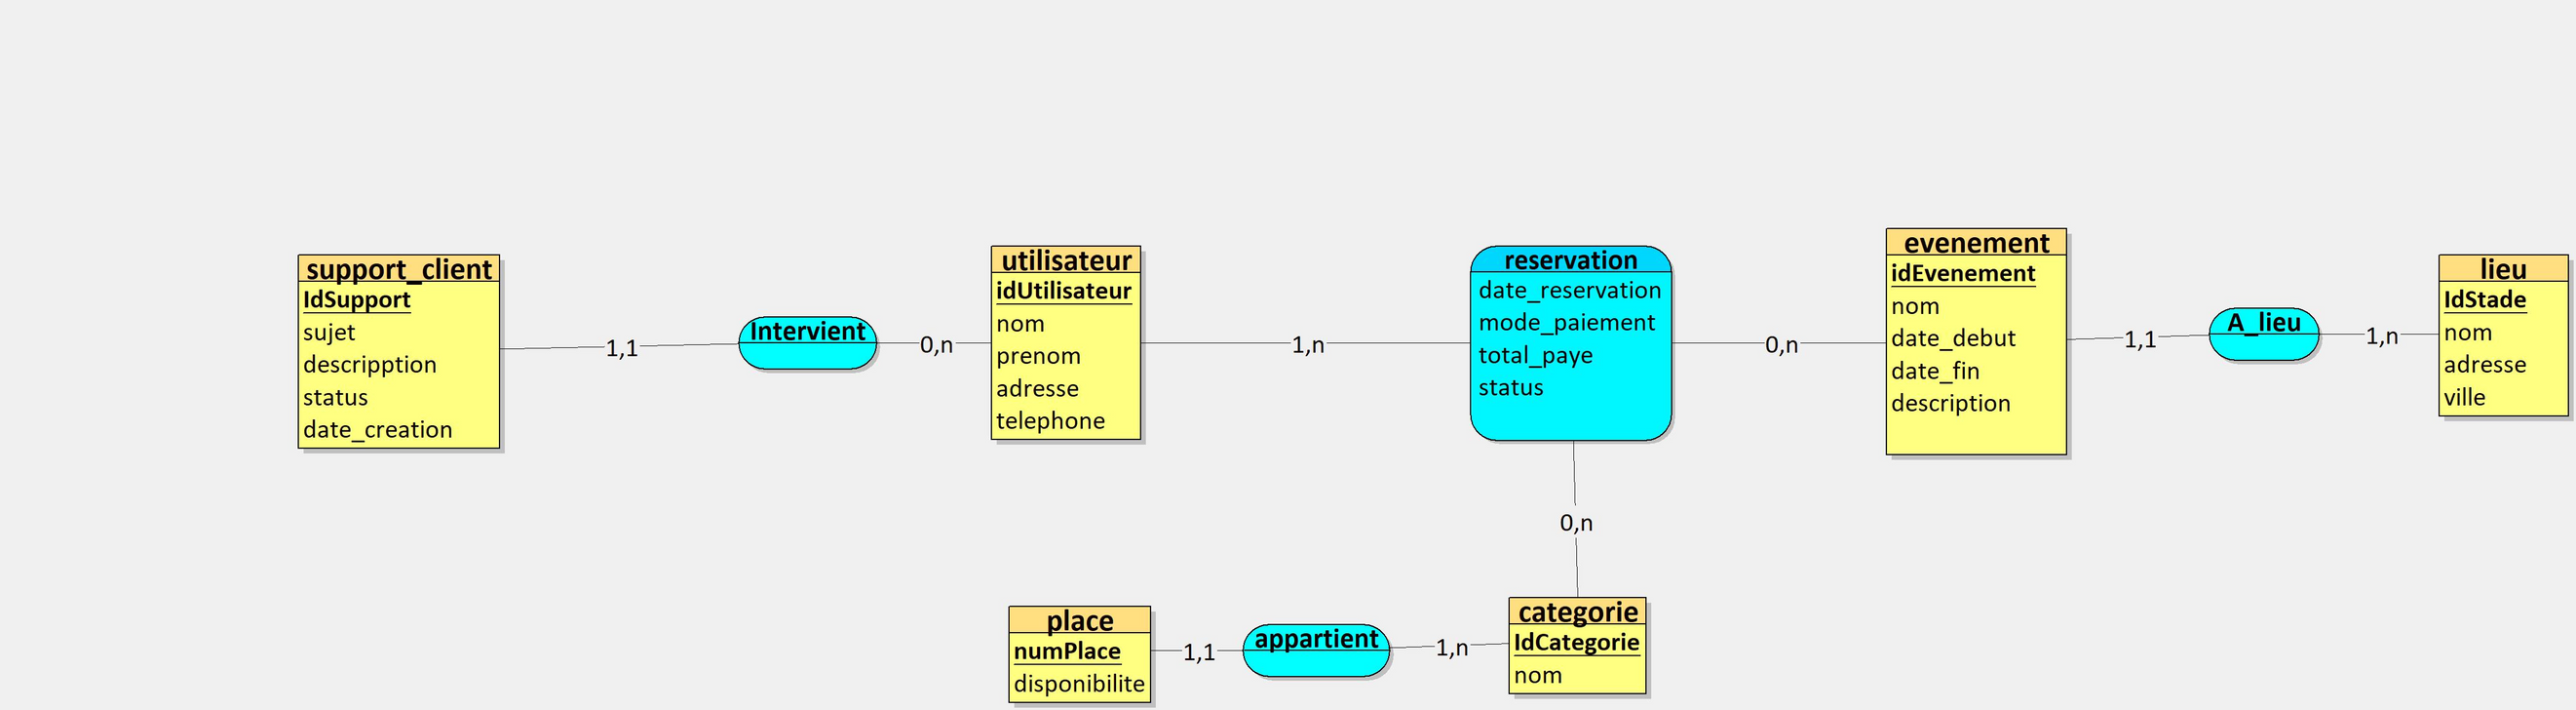 support_client
IdSupport
sujet
descripption
status
date_creation
1,1
Intervient
0,n
utilisateur
idUtilisateur
nom
prenom
adresse
telephone
1,n
reservation
date_reservation
mode_paiement
total_paye
status
0,n
evenement
idEvenement
nom
date_debut
date_fin
description
1,1
A_lieu
1,n
lieu
IdStade
nom
adresse
ville
0,n
place
numPlace
disponibilite
1,1
appartient
1,n
categorie
IdCategorie
nom